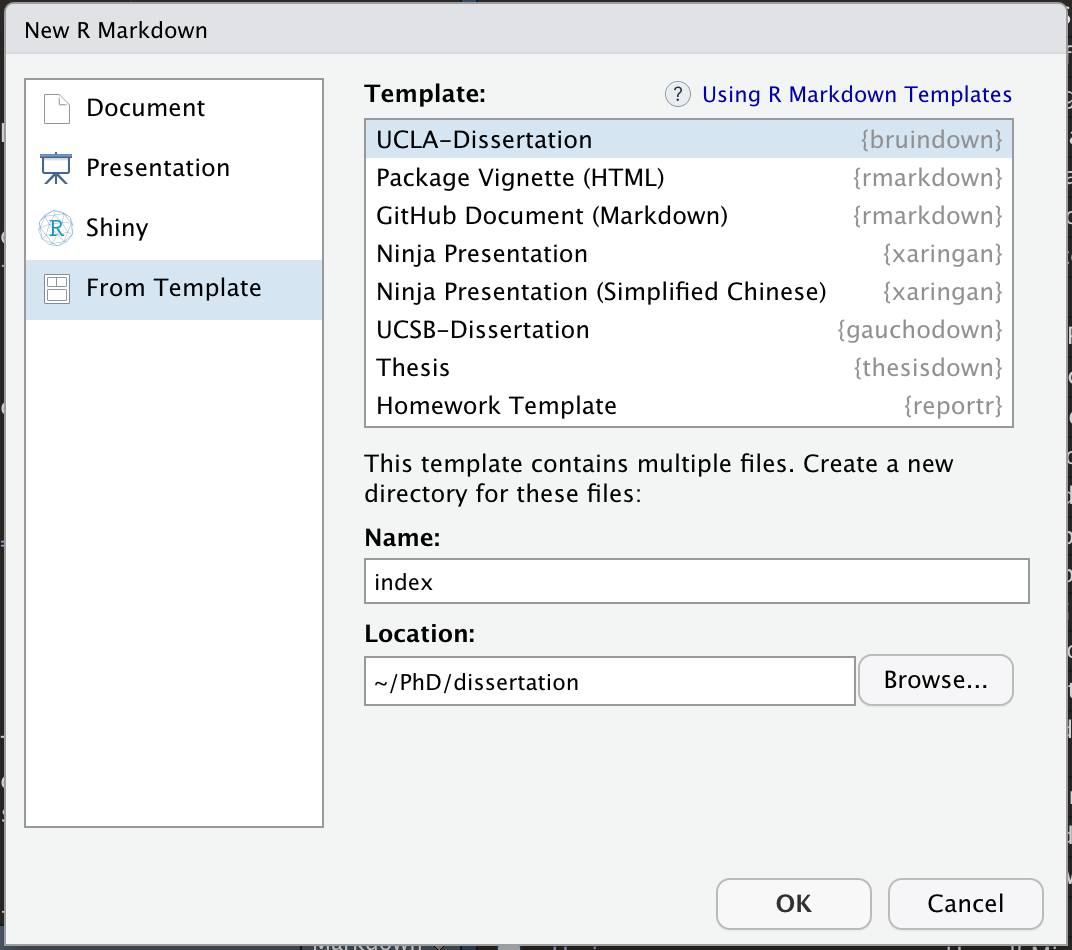 New R Markdown
Document
Presentation
R Shiny
From Template
Template:
? Using R Markdown Templates
UCLA-Dissertation {bruindown}
Package Vignette (HTML) {rmarkdown}
GitHub Document (Markdown) {rmarkdown}
Ninja Presentation {xaringan}
Ninja Presentation (Simplified Chinese) {xaringan}
UCSB-Dissertation {gauchodown}
Thesis {thesisdown}
Homework Template {reportr}
This template contains multiple files. Create a new
directory for these files:
Name:
index
Location:
~/PhD/dissertation
Browse...
OK
Cancel
Markdown